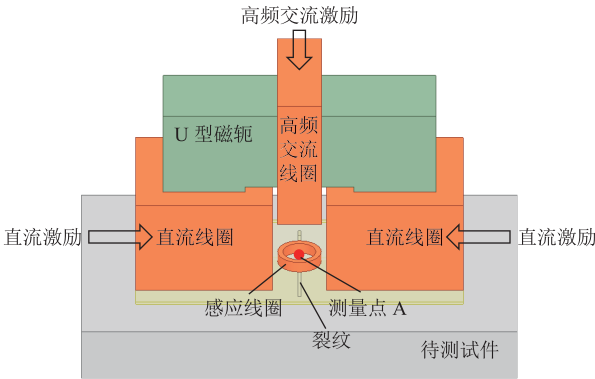 高频交流激励
U 型磁轭
高频
交流
线圈
直流激励
直流线圈
直流线圈
直流激励
感应线圈
测量点 A
裂纹
待测试件